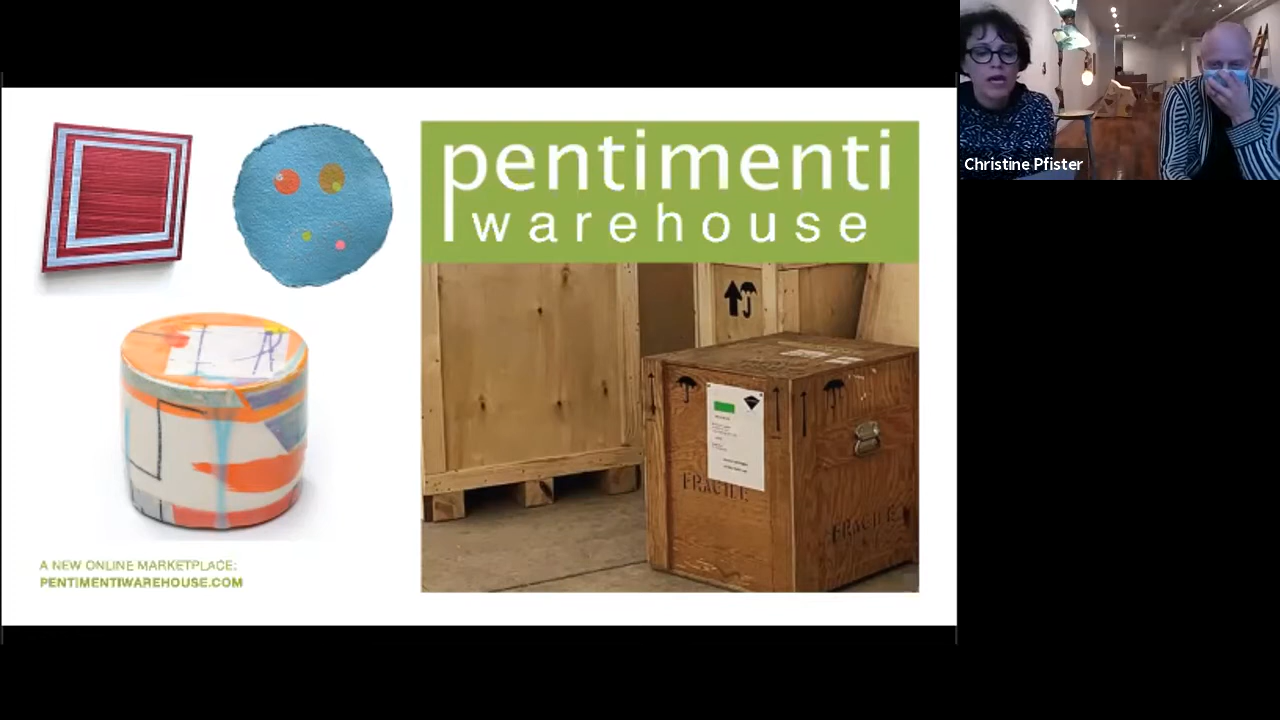 pentimenti
warehouse
FRAGILE
FRAGILE
A NEW ONLINE MARKETPLACE:
PENTIMENTIWAREHOUSE.COM
Christine Pfister